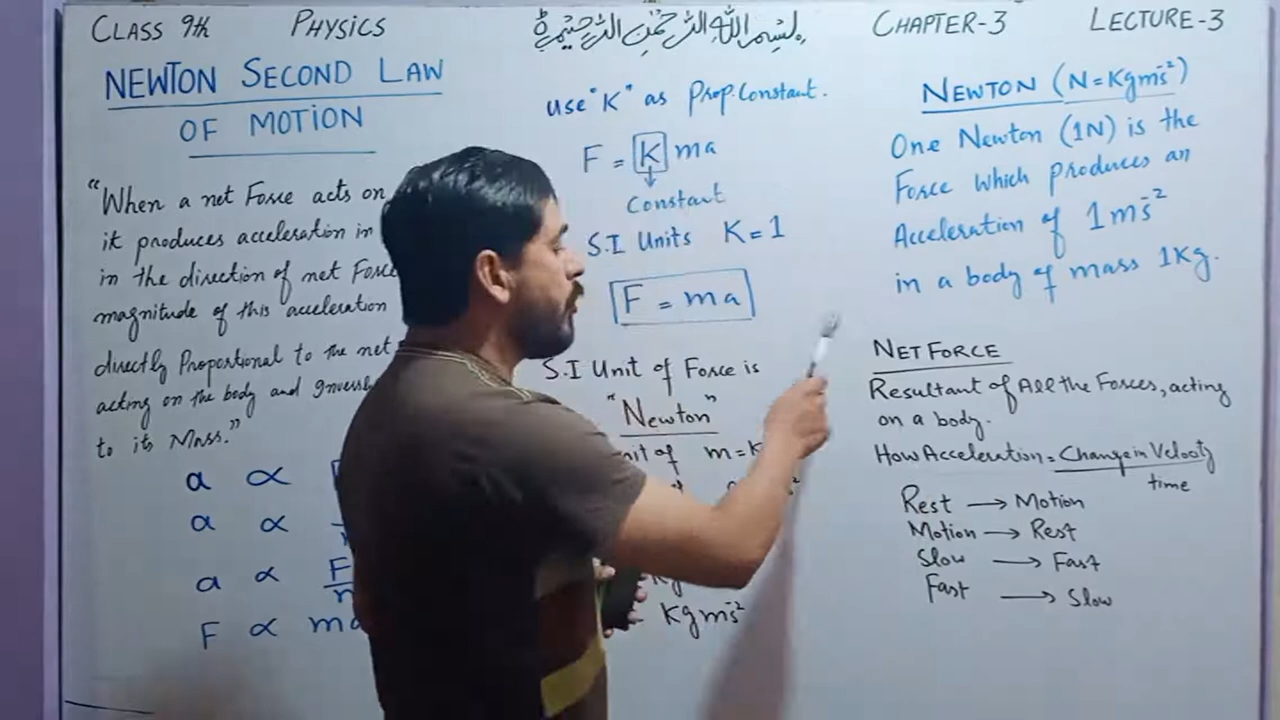 CLASS 9th PHYSICS بِسْمِ اللهِ الرَّحْمٰنِ الرَّحِيْمِ CHAPTER-3 LECTURE-3
NEWTON SECOND LAW
OF MOTION
"When a net Force acts on
it produces acceleration in
in the direction of net Force
magnitude of this acceleration
directly Proportional to the net
acting on the body and
to its Mass."
a ∝
a ∝
a ∝ F
F ∝ ma
use "K" as Prop. Constant.
F = K ma
Constant
S.I Units K=1
F = ma
S.I Unit of Force is
"Newton"
of m=K
Kgms⁻²
NEWTON (N=Kgms⁻²)
One Newton (1N) is the
Force which produces an
Acceleration of 1ms⁻²
in a body of mass 1Kg.
NET FORCE
Resultant of All the Forces, acting
on a body.
How Acceleration = Change in Velocity
time
Rest → Motion
Motion → Rest
Slow → Fast
Fast → Slow